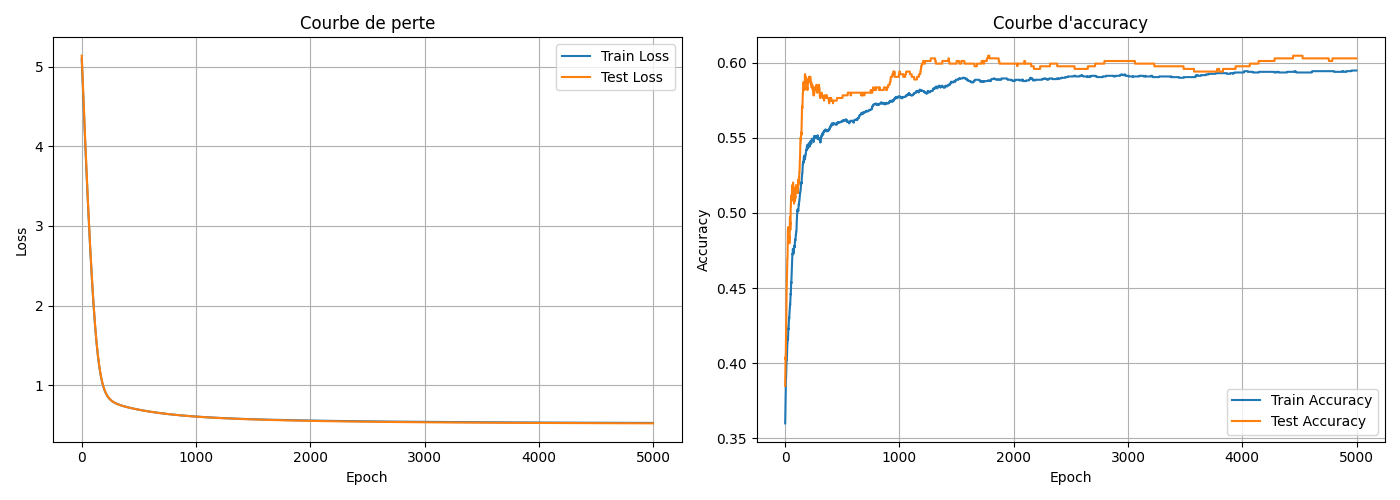 Courbe de perte
Loss
5
4
3
2
1
Train Loss
Test Loss
0 1000 2000 3000 4000 5000
Epoch
Courbe d'accuracy
Accuracy
0.60
0.55
0.50
0.45
0.40
0.35
Train Accuracy
Test Accuracy
0 1000 2000 3000 4000 5000
Epoch